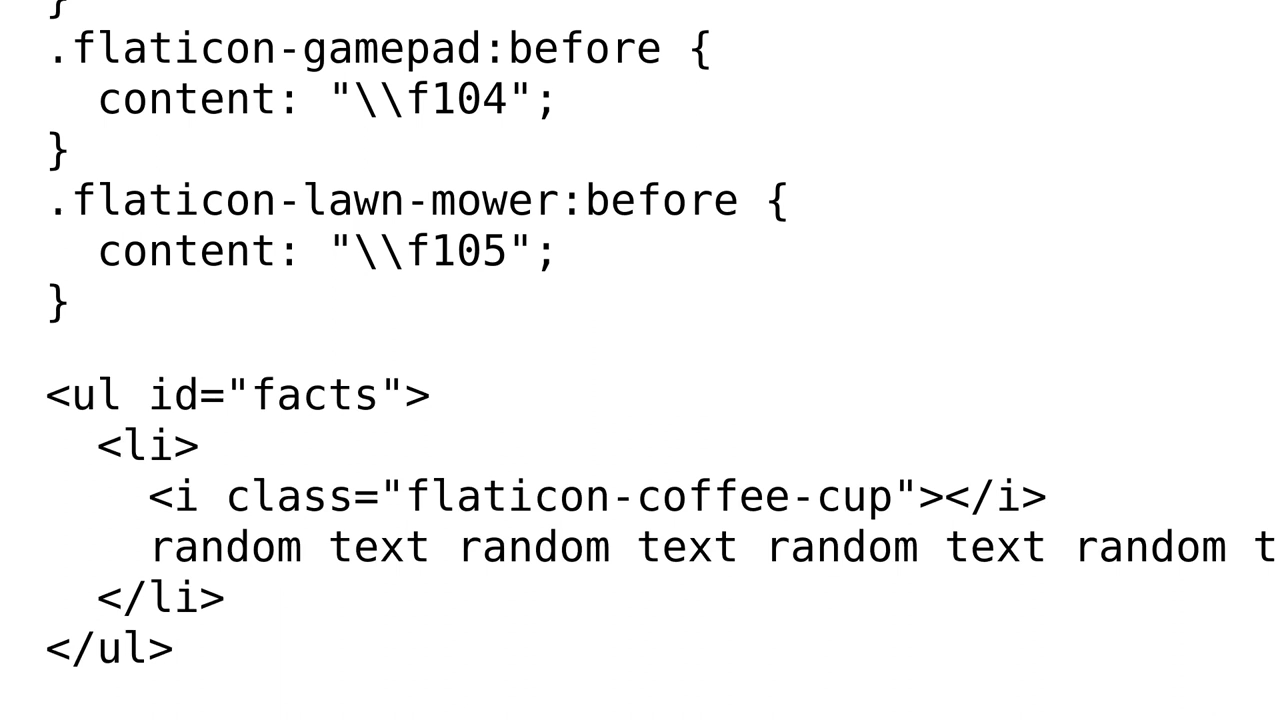 }
.flaticon-gamepad:before {
  content: "\\f104";
}
.flaticon-lawn-mower:before {
  content: "\\f105";
}

<ul id="facts">
  <li>
    <i class="flaticon-coffee-cup"></i>
    random text random text random text random t
  </li>
</ul>